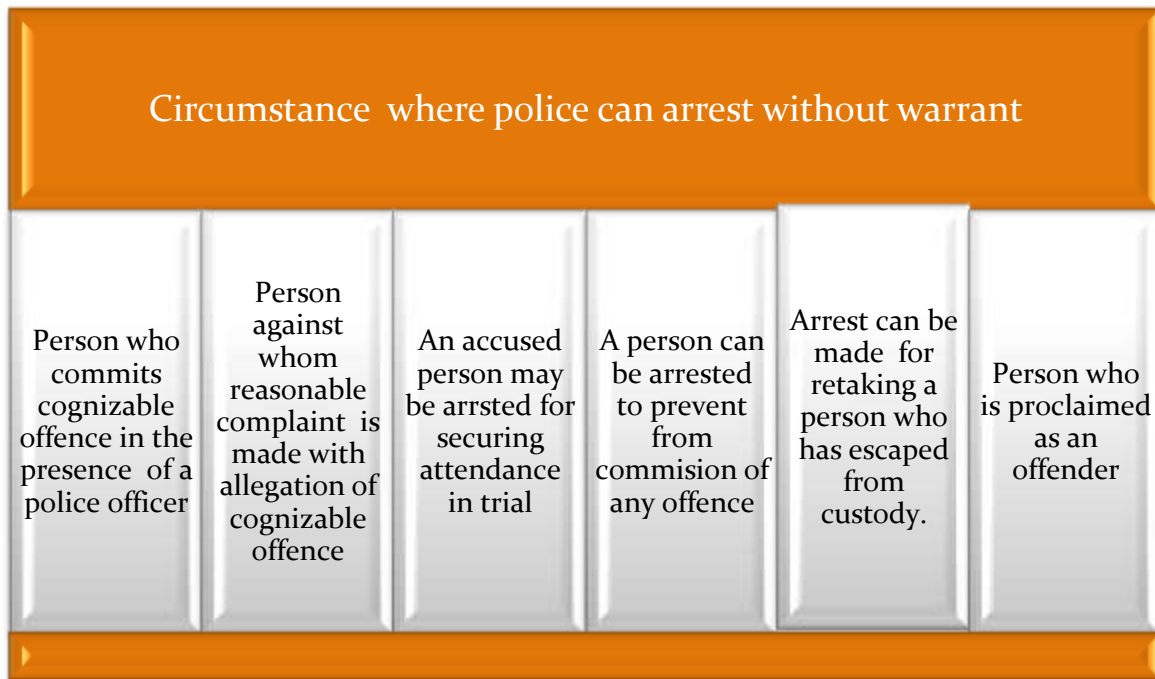 Circumstance where police can arrest without warrant
Person who
commits
cognizable
offence in the
presence of a
police officer
Person
against
whom
reasonable
complaint is
made with
allegation of
cognizable
offence
An accused
person may
be arrsted for
securing
attendance
in trial
A person can
be arrested
to prevent
from
commision of
any offence
Arrest can be
made for
retaking a
person who
has escaped
from
custody.
Person who
is proclaimed
as an
offender